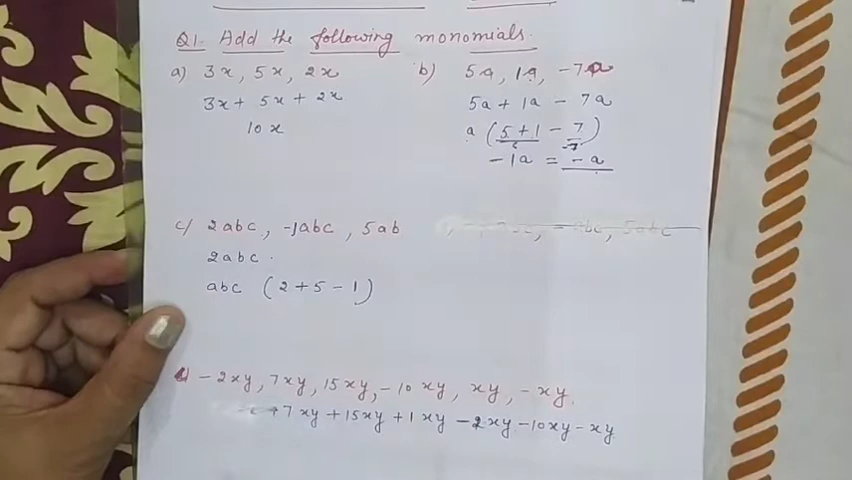 Q1. Add the following monomials.
a) 3x, 5x, 2x
3x + 5x + 2x
10x
b) 5a, 1a, -7a
5a + 1a - 7a
a (5 + 1 - 7)
6 -7
-1a = -a
c) 2abc, -1abc, 5ab
2abc.
abc (2 + 5 - 1)
d) -2xy, 7xy, 15xy, -10xy, xy, -xy.
+7xy + 15xy + 1xy - 2xy - 10xy - xy